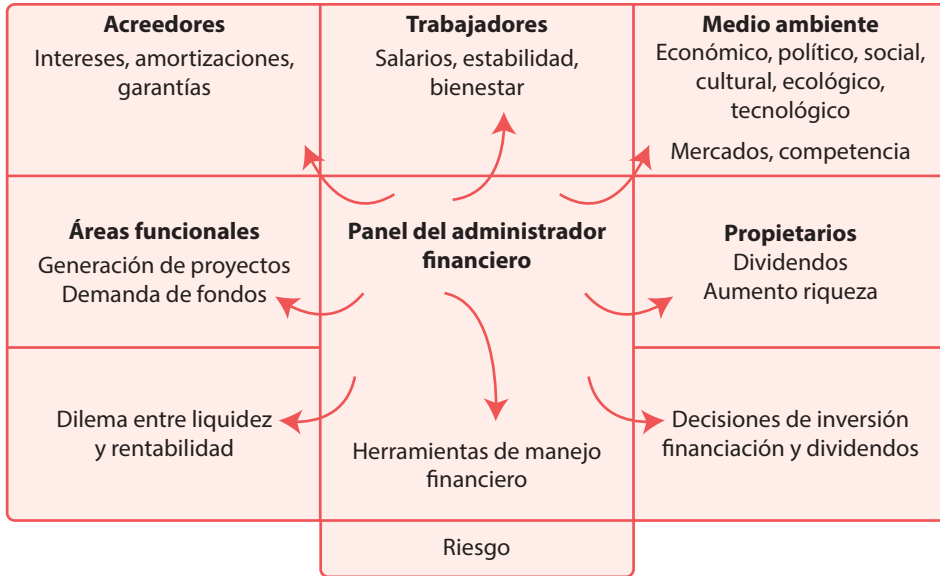 Acreedores
Intereses, amortizaciones,
garantías
Trabajadores
Salarios, estabilidad,
bienestar
Medio ambiente
Económico, político, social,
cultural, ecológico,
tecnológico
Mercados, competencia
Áreas funcionales
Generación de proyectos
Demanda de fondos
Panel del administrador
financiero
Propietarios
Dividendos
Aumento riqueza
Dilema entre liquidez
y rentabilidad
Herramientas de manejo
financiero
Decisiones de inversión
financiación y dividendos
Riesgo